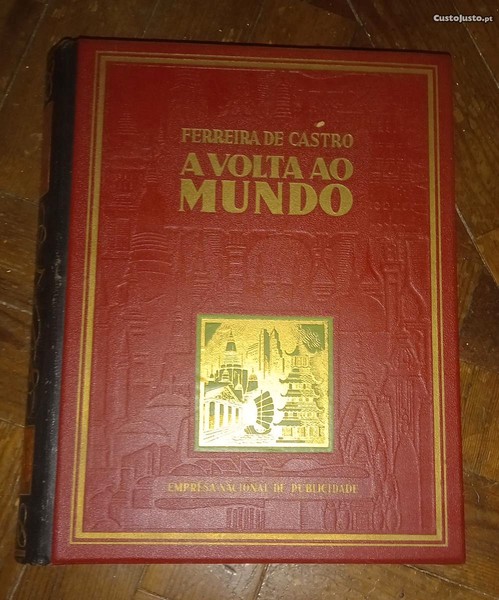 CustoJusto.pt
FERREIRA DE CASTRO
A VOLTA AO
MUNDO
EMPRESA NACIONAL DE PUBLICIDADE